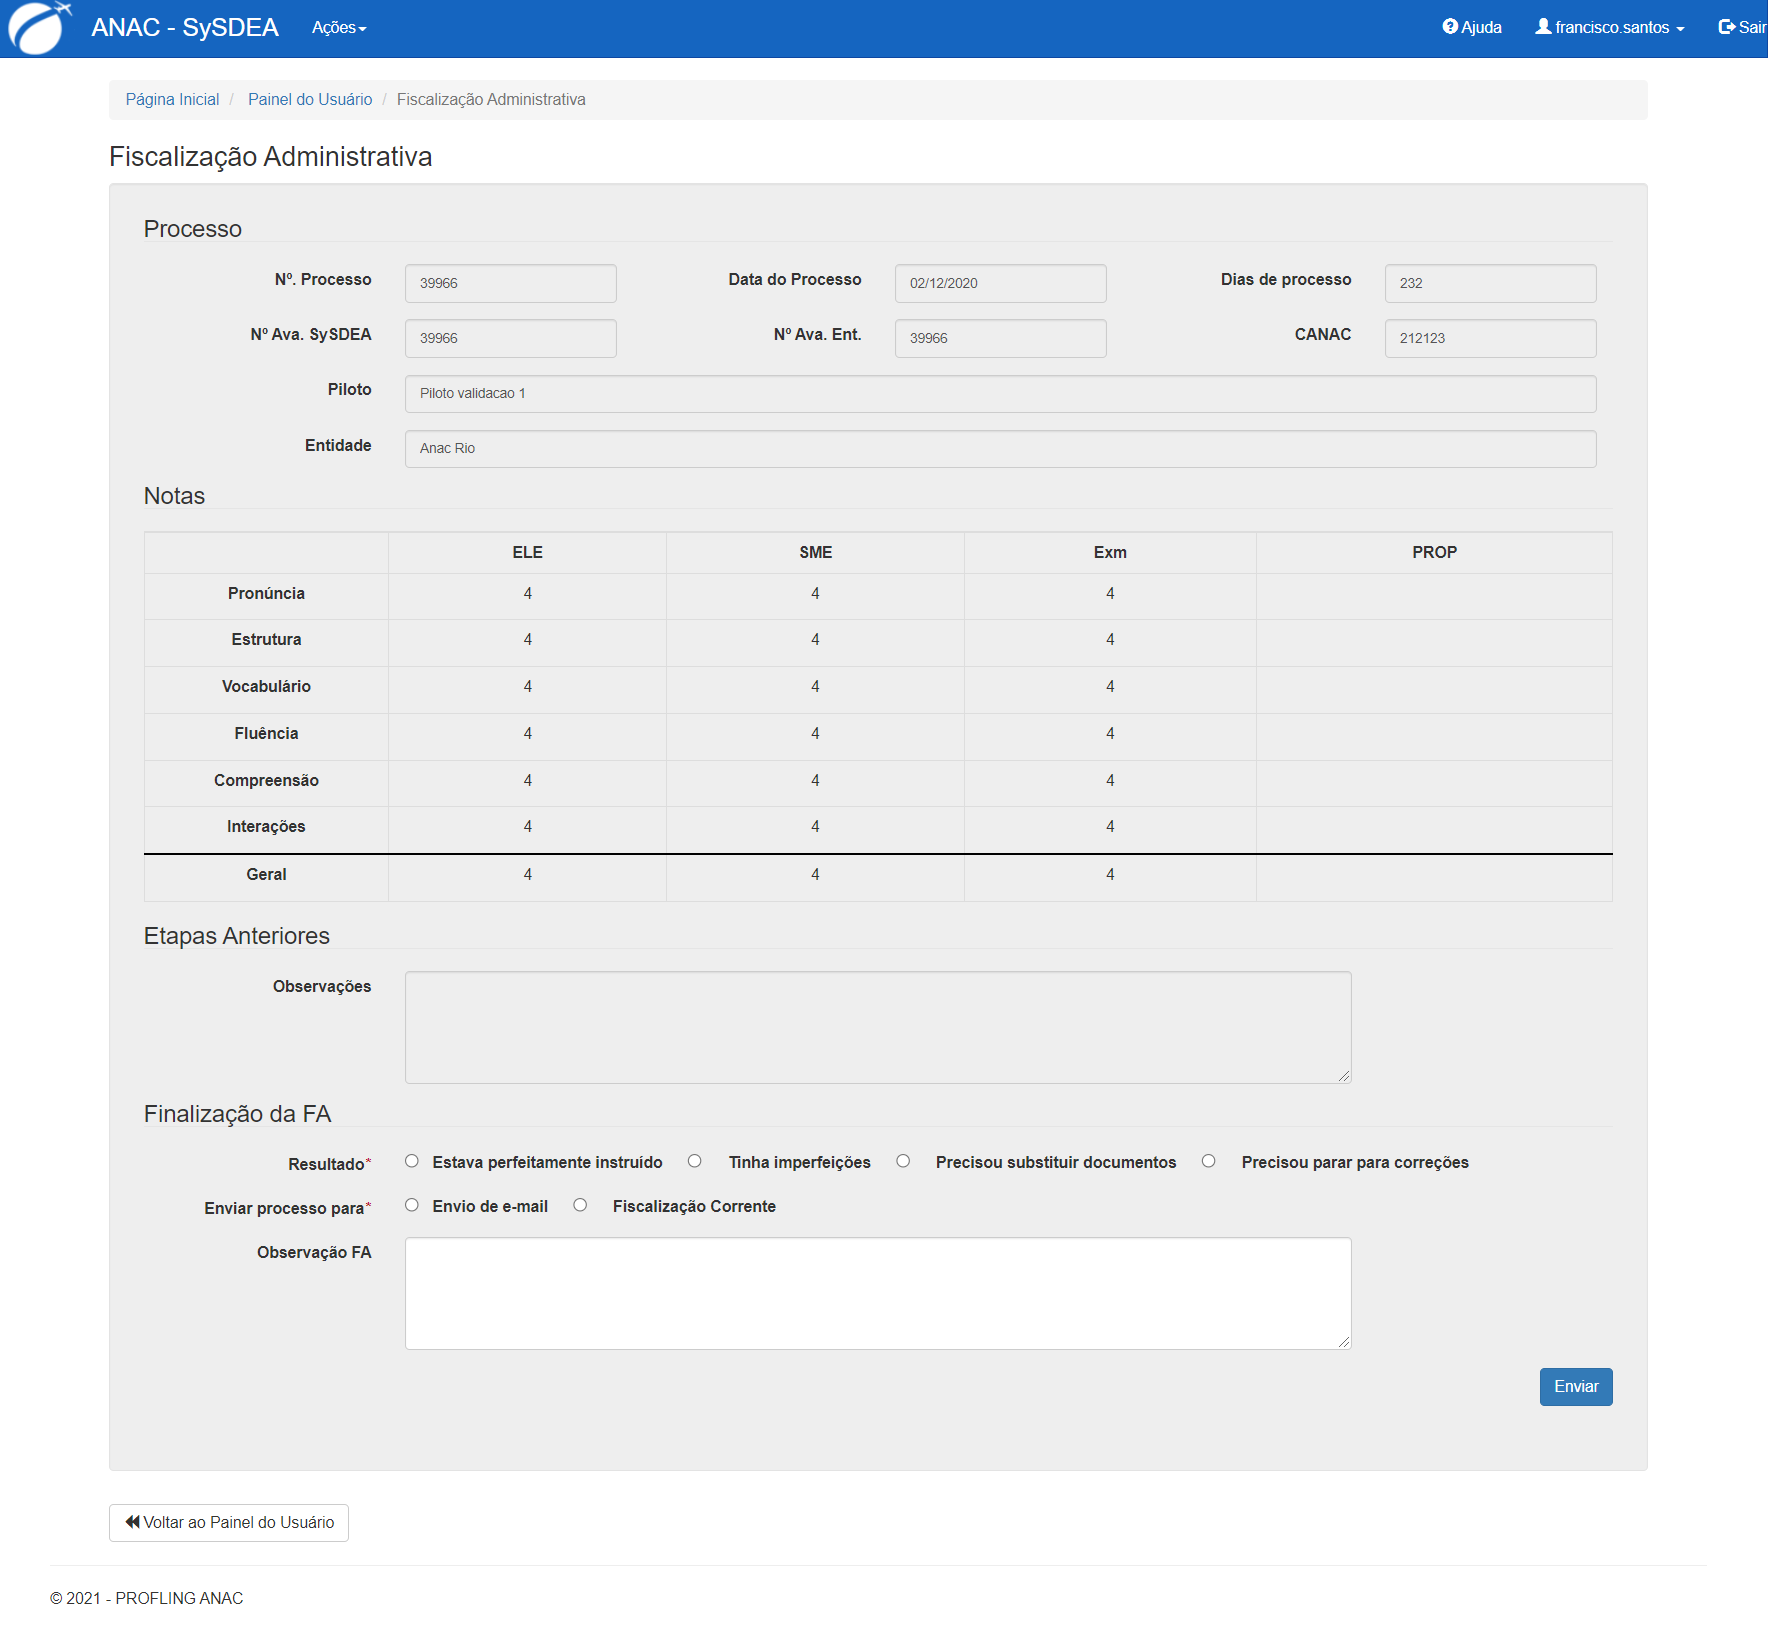 ANAC - SySDEA Ações Ajuda francisco.santos Sair
Página Inicial / Painel do Usuário / Fiscalização Administrativa
Fiscalização Administrativa
Processo
Nº. Processo 39966 Data do Processo 02/12/2020 Dias de processo 232
Nº Ava. SySDEA 39966 Nº Ava. Ent. 39966 CANAC 212123
Piloto Piloto validacao 1
Entidade Anac Rio
Notas
ELE SME Exm PROP
Pronúncia 4 4 4
Estrutura 4 4 4
Vocabulário 4 4 4
Fluência 4 4 4
Compreensão 4 4 4
Interações 4 4 4
Geral 4 4 4
Etapas Anteriores
Observações
Finalização da FA
Resultado* Estava perfeitamente instruído Tinha imperfeições Precisou substituir documentos Precisou parar para correções
Enviar processo para* Envio de e-mail Fiscalização Corrente
Observação FA
Enviar
Voltar ao Painel do Usuário
© 2021 - PROFLING ANAC